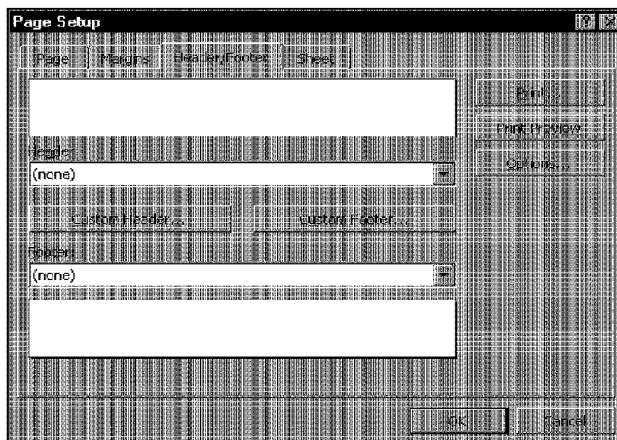 Page Setup
Page Margins Header/Footer Sheet
Print...
Print Preview
Header:
Options...
(none)
Custom Header... Custom Footer...
Footer:
(none)
OK Cancel